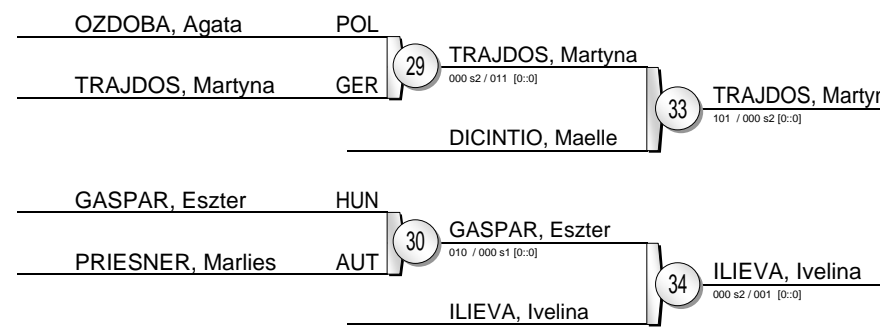 OZDOBA, Agata POL
29
TRAJDOS, Martyna
000 s2 / 011 [0::0]
TRAJDOS, Martyna GER
33
TRAJDOS, Martyn
101 / 000 s2 [0::0]
DICINTIO, Maelle
GASPAR, Eszter HUN
30
GASPAR, Eszter
010 / 000 s1 [0::0]
PRIESNER, Marlies AUT
34
ILIEVA, Ivelina
000 s2 / 001 [0::0]
ILIEVA, Ivelina